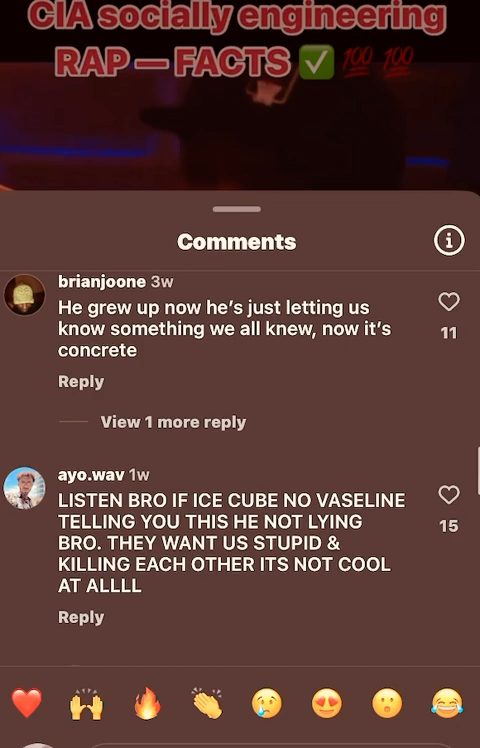 CIA socially engineering
RAP — FACTS ✅ 💯 💯
Comments
brianjoone 3w
He grew up now he's just letting us
know something we all knew, now it's
concrete
11
Reply
View 1 more reply
ayo.wav 1w
LISTEN BRO IF ICE CUBE NO VASELINE
TELLING YOU THIS HE NOT LYING
BRO. THEY WANT US STUPID &
KILLING EACH OTHER ITS NOT COOL
AT ALLLL
15
Reply